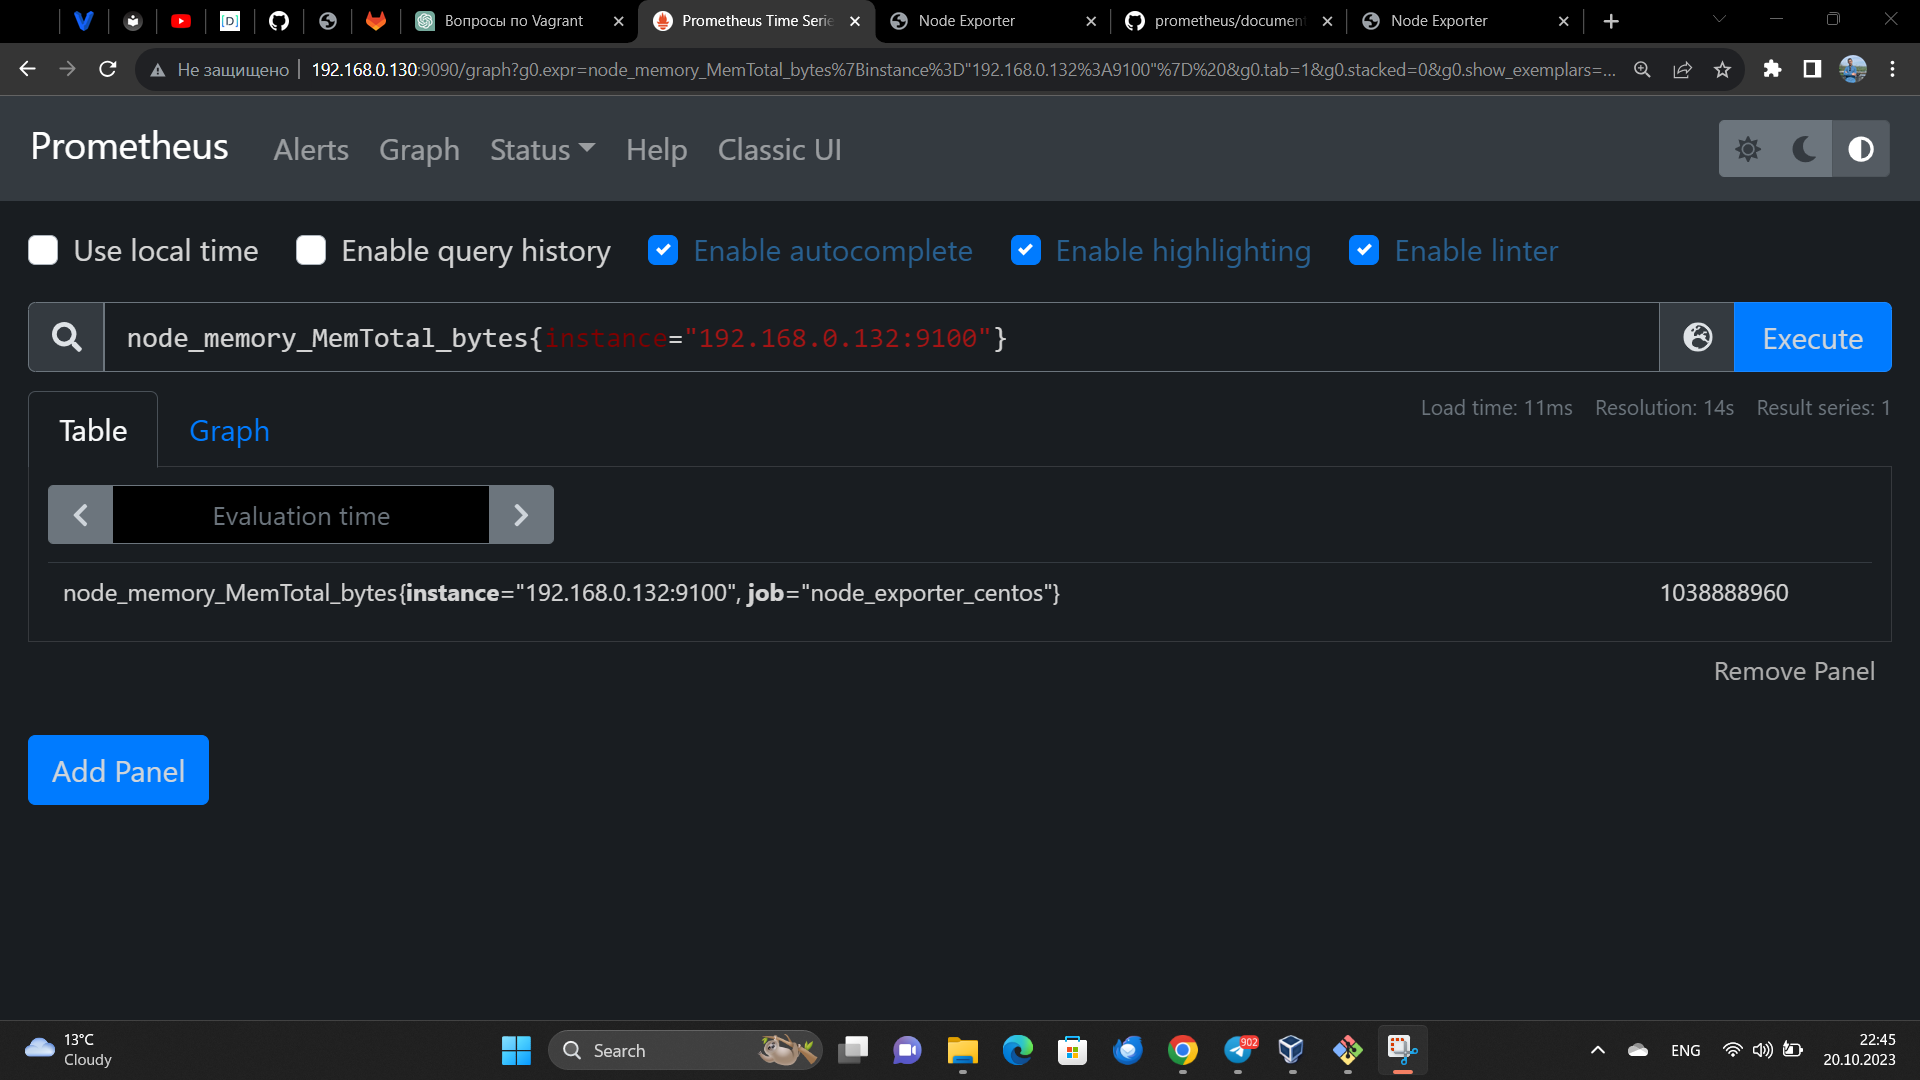 Вопросы по Vagrant
Prometheus Time Serie
Node Exporter
prometheus/document
Node Exporter
Не защищено
192.168.0.130:9090/graph?g0.expr=node_memory_MemTotal_bytes%7Binstance%3D"192.168.0.132%3A9100"%7D%20&g0.tab=1&g0.stacked=0&g0.show_exemplars=...
Prometheus Alerts Graph Status Help Classic UI
Use local time Enable query history Enable autocomplete Enable highlighting Enable linter
node_memory_MemTotal_bytes{instance="192.168.0.132:9100"}
Execute
Table Graph
Load time: 11ms Resolution: 14s Result series: 1
Evaluation time
node_memory_MemTotal_bytes{instance="192.168.0.132:9100", job="node_exporter_centos"} 1038888960
Remove Panel
Add Panel
13°C
Cloudy
Search
902
ENG
22:45
20.10.2023